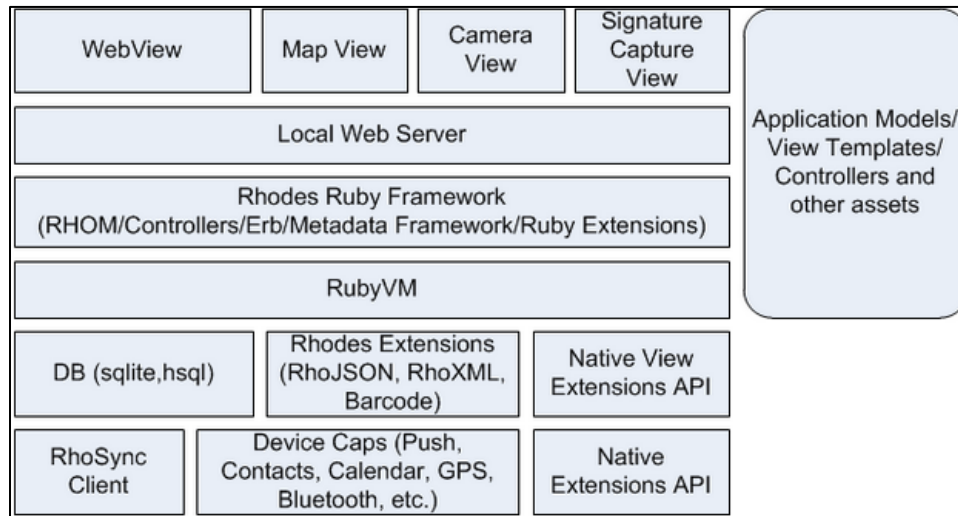 WebView
Map View
Camera
View
Signature
Capture
View
Application Models/
View Templates/
Controllers and
other assets
Local Web Server
Rhodes Ruby Framework
(RHOM/Controllers/Erb/Metadata Framework/Ruby Extensions)
RubyVM
DB (sqlite,hsql)
Rhodes Extensions
(RhoJSON, RhoXML,
Barcode)
Native View
Extensions API
RhoSync
Client
Device Caps (Push,
Contacts, Calendar, GPS,
Bluetooth, etc.)
Native
Extensions API